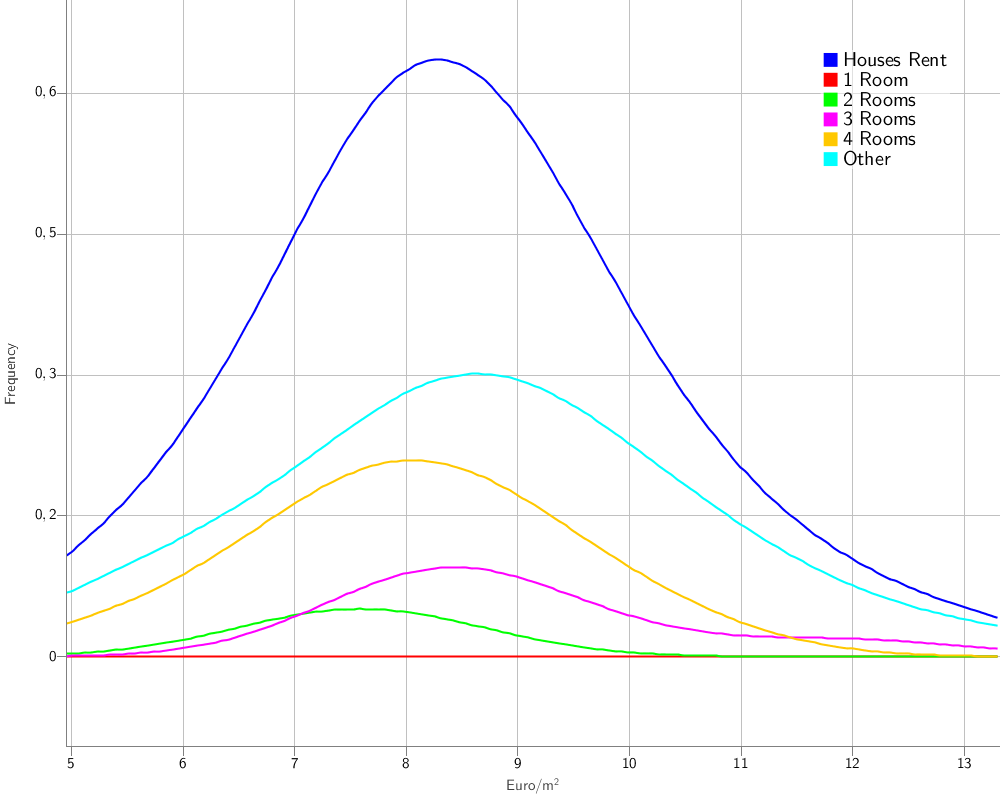 Houses Rent
1 Room
2 Rooms
3 Rooms
4 Rooms
Other
0, 6
0, 5
0, 3
0, 2
0
Frequency
5 6 7 8 9 10 11 12 13
Euro/m²